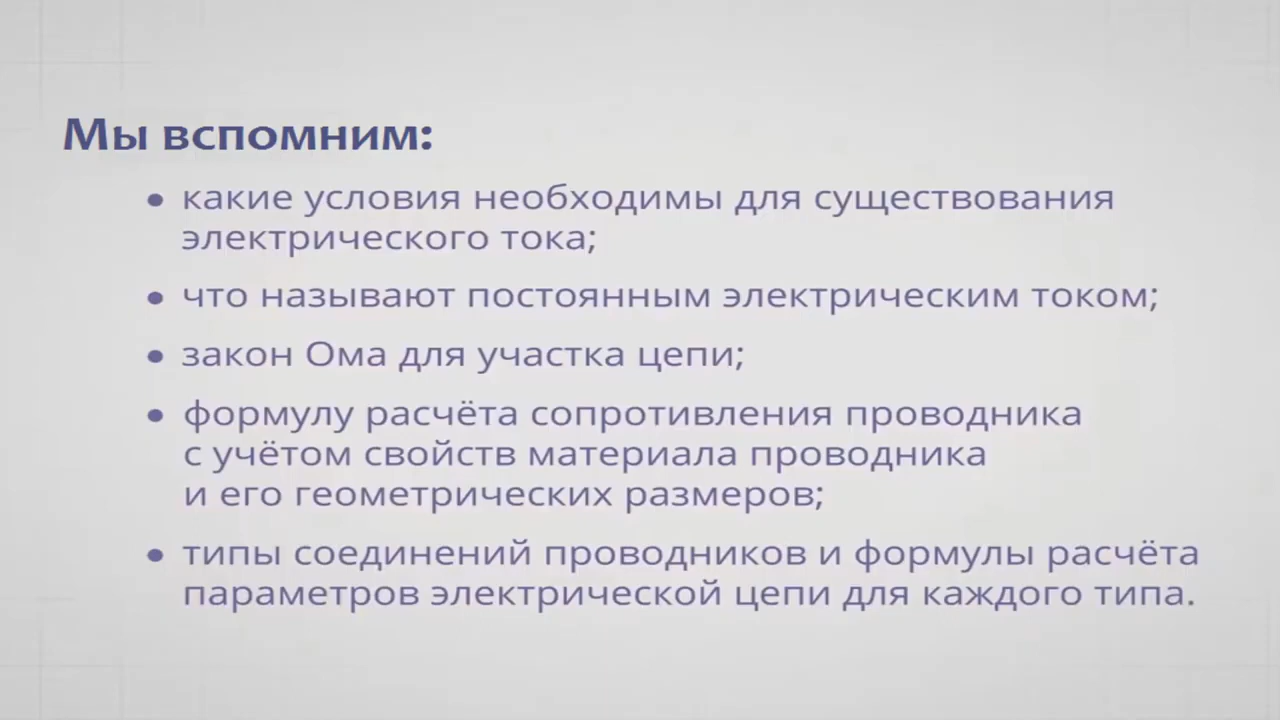 Мы вспомним:
• какие условия необходимы для существования
электрического тока;
• что называют постоянным электрическим током;
• закон Ома для участка цепи;
• формулу расчёта сопротивления проводника
с учётом свойств материала проводника
и его геометрических размеров;
• типы соединений проводников и формулы расчёта
параметров электрической цепи для каждого типа.